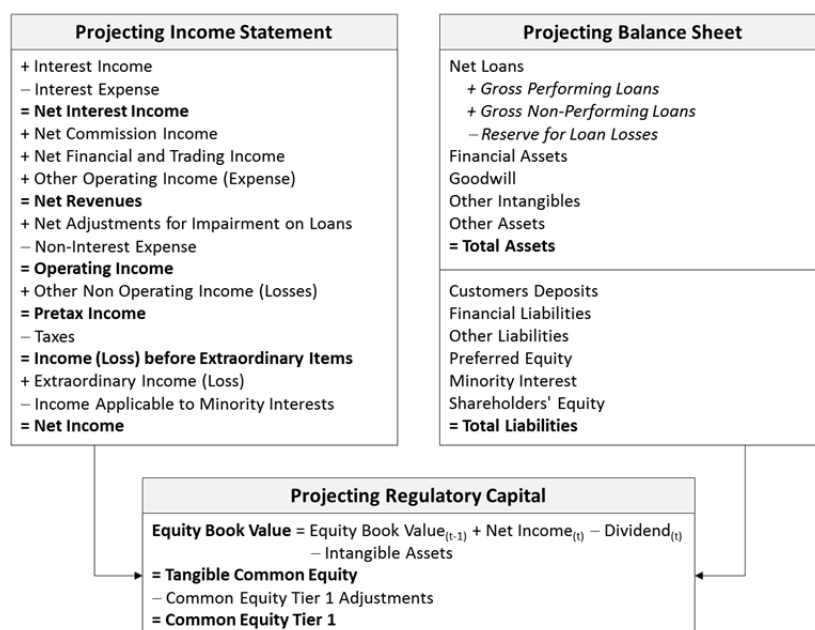 Projecting Income Statement
+ Interest Income
– Interest Expense
= Net Interest Income
+ Net Commission Income
+ Net Financial and Trading Income
+ Other Operating Income (Expense)
= Net Revenues
+ Net Adjustments for Impairment on Loans
– Non-Interest Expense
= Operating Income
+ Other Non Operating Income (Losses)
= Pretax Income
– Taxes
= Income (Loss) before Extraordinary Items
+ Extraordinary Income (Loss)
– Income Applicable to Minority Interests
= Net Income
Projecting Balance Sheet
Net Loans
+ Gross Performing Loans
+ Gross Non-Performing Loans
– Reserve for Loan Losses
Financial Assets
Goodwill
Other Intangibles
Other Assets
= Total Assets
Customers Deposits
Financial Liabilities
Other Liabilities
Preferred Equity
Minority Interest
Shareholders' Equity
= Total Liabilities
Projecting Regulatory Capital
Equity Book Value = Equity Book Value(t-1) + Net Income(t) – Dividend(t)
– Intangible Assets
= Tangible Common Equity
– Common Equity Tier 1 Adjustments
= Common Equity Tier 1